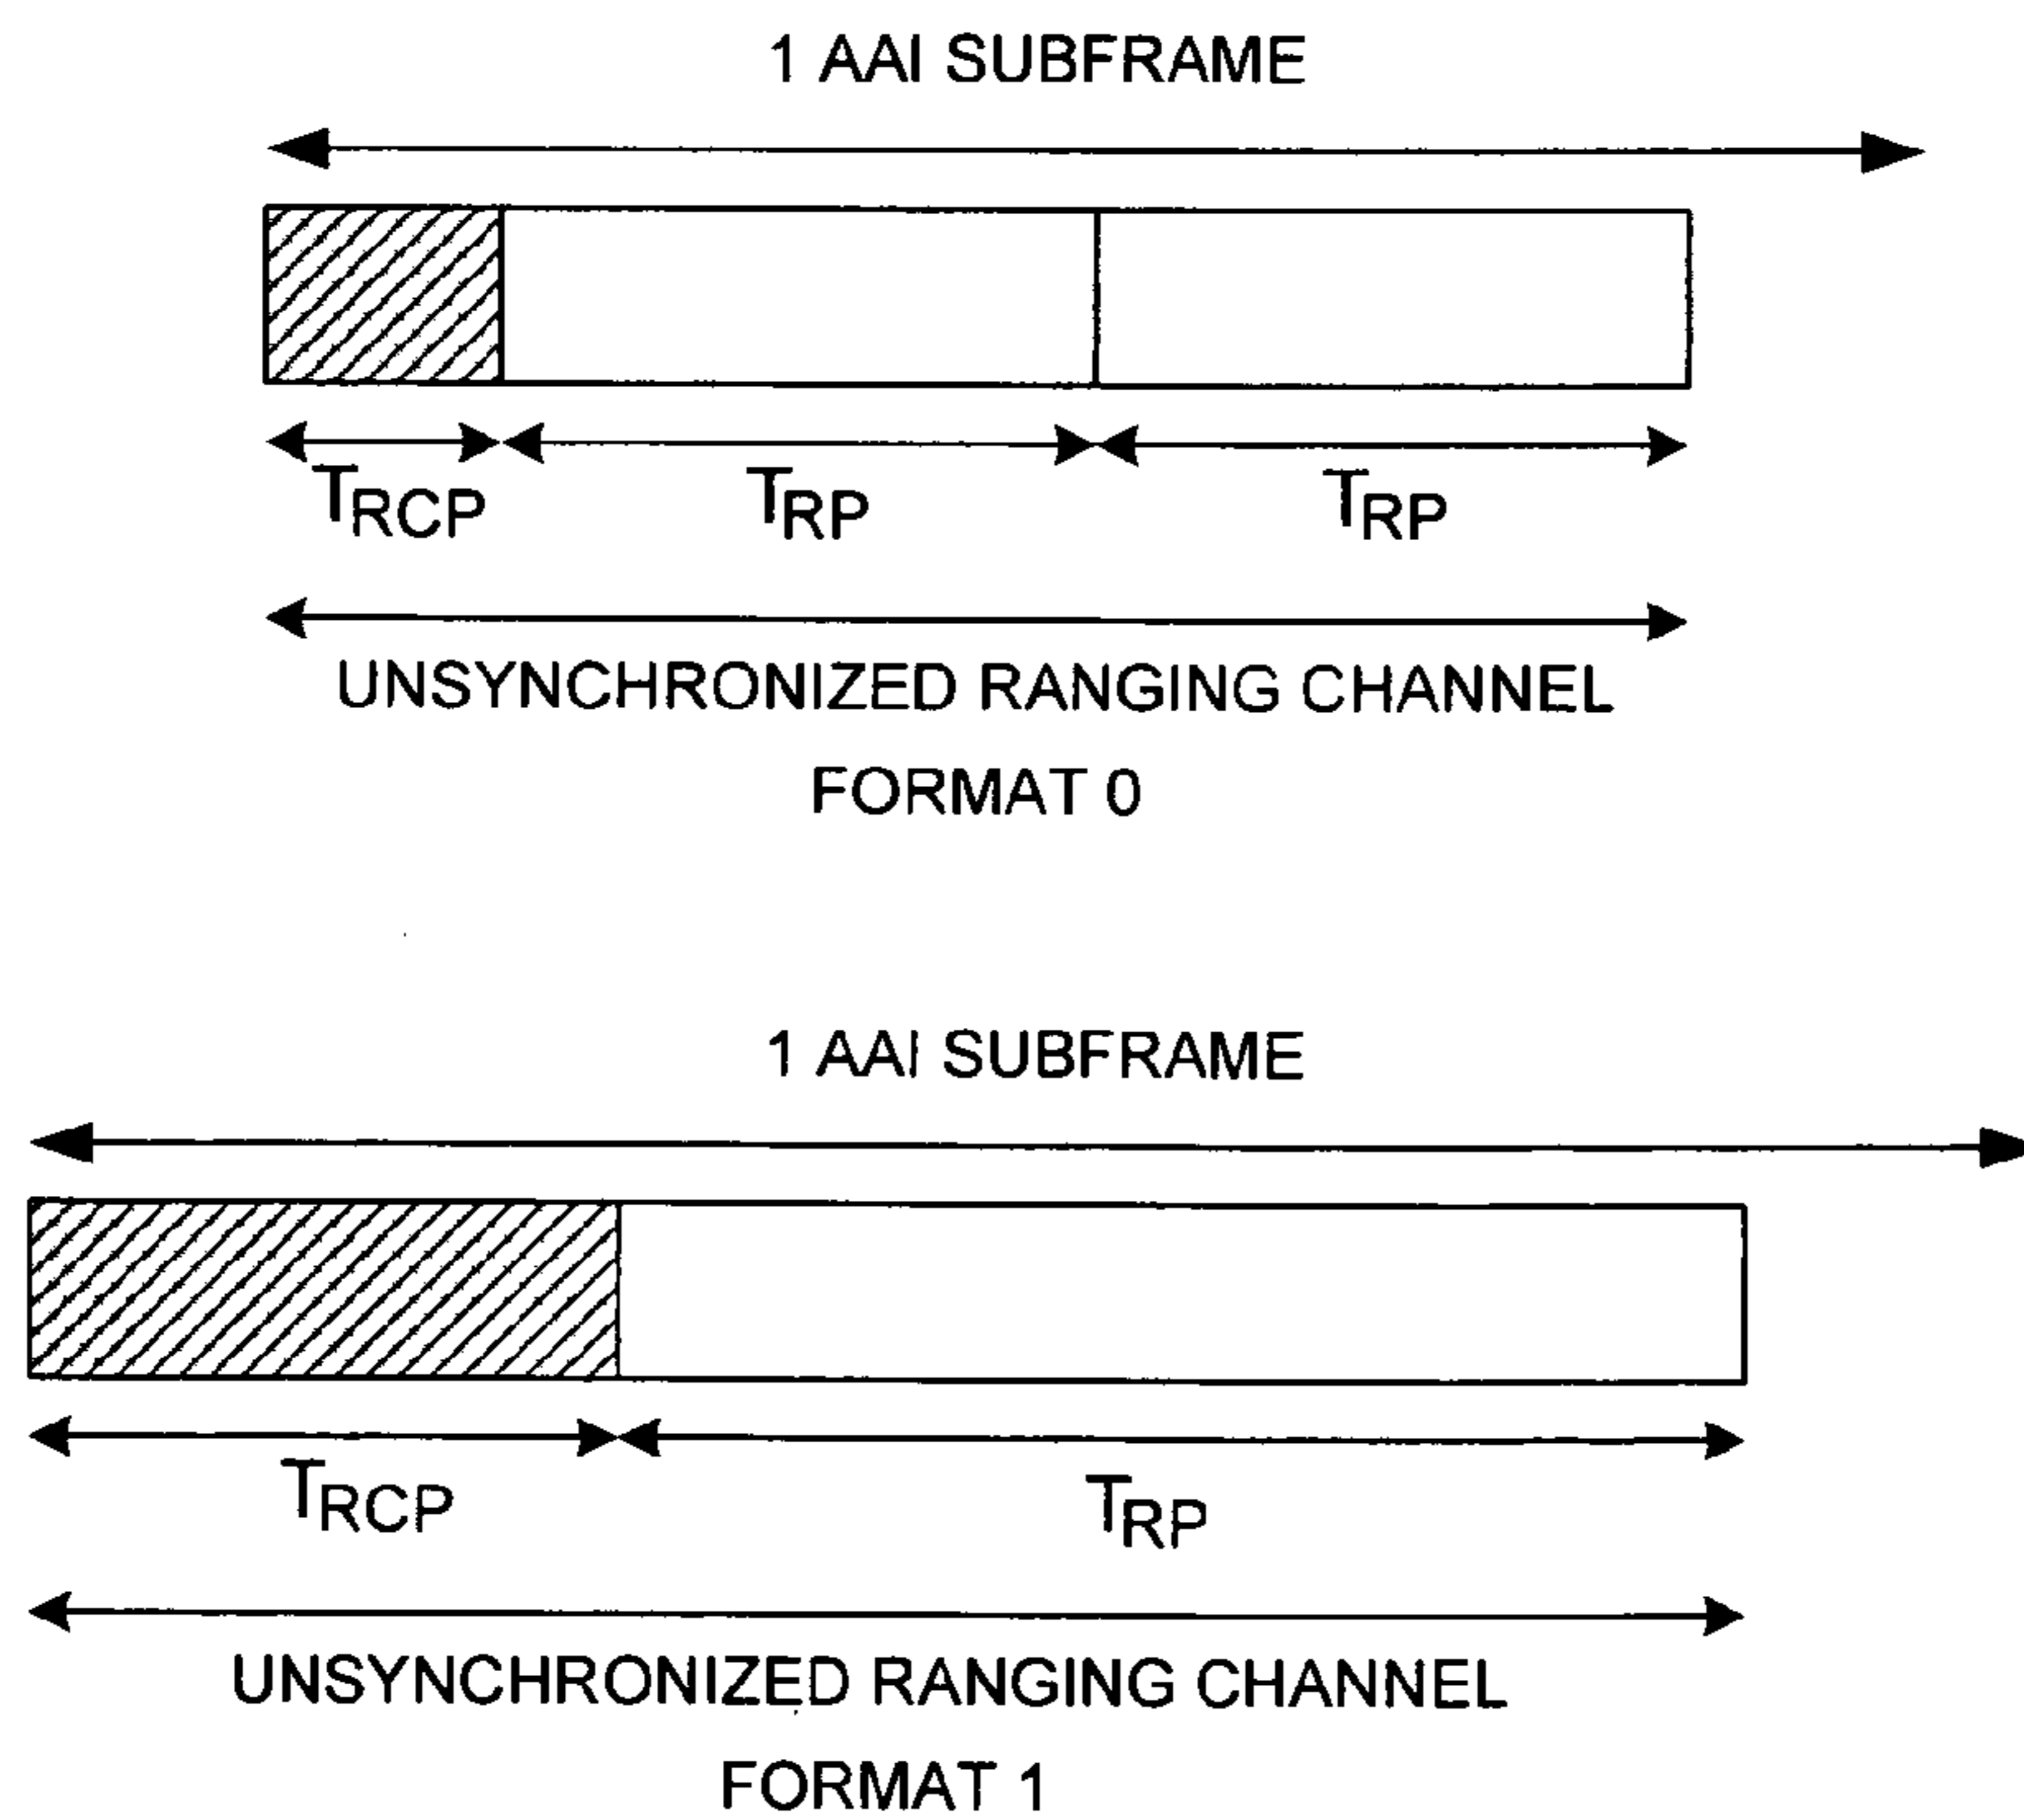 1 AAI SUBFRAME
TRCP TRP TRP
UNSYNCHRONIZED RANGING CHANNEL
FORMAT 0
1 AAI SUBFRAME
TRCP TRP
UNSYNCHRONIZED RANGING CHANNEL
FORMAT 1